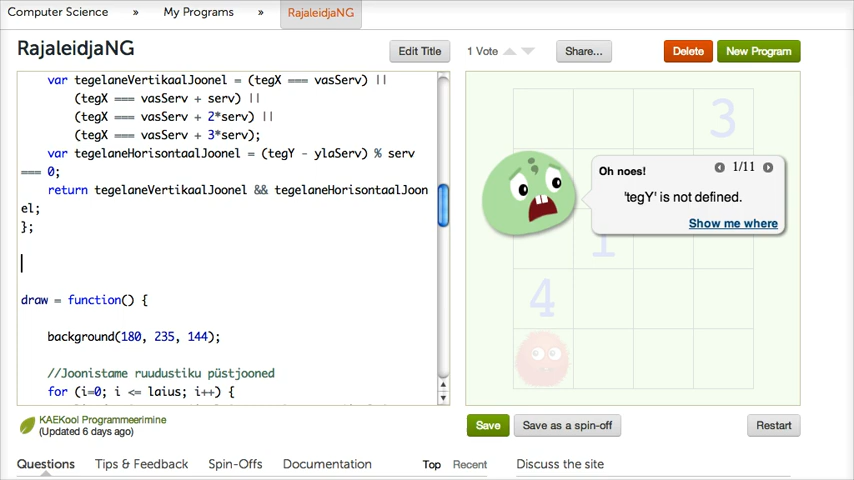 Computer Science » My Programs » RajaleidjaNG
RajaleidjaNG
Edit Title
1 Vote
Share...
Delete
New Program
var tegelaneVertikaalJoonel = (tegX === vasServ) ||
(tegX === vasServ + serv) ||
(tegX === vasServ + 2*serv) ||
(tegX === vasServ + 3*serv);
var tegelaneHorisontaalJoonel = (tegY - ylaServ) % serv
=== 0;
return tegelaneVertikaalJoonel && tegelaneHorisontaalJoon
el;
};
draw = function() {
background(180, 235, 144);
//Joonistame ruudustiku püstjooned
for (i=0; i <= laius; i++) {
3
Oh noes!
1/11
'tegY' is not defined.
Show me where
1
4
KAEKool Programmeerimine
(Updated 6 days ago)
Save
Save as a spin-off
Restart
Questions
Tips & Feedback
Spin-Offs
Documentation
Top
Recent
Discuss the site